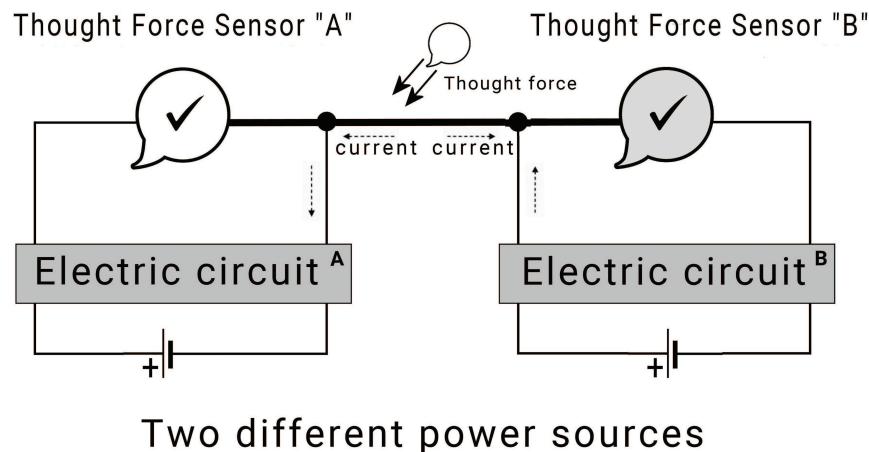 Thought Force Sensor "A"
Thought Force Sensor "B"
Thought force
current current
Electric circuit A
Electric circuit B
+
+
Two different power sources